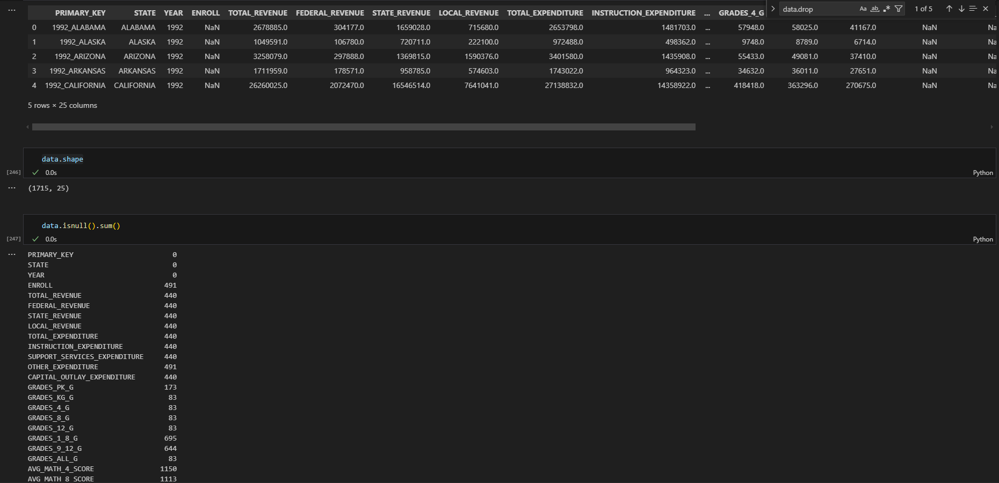 data.drop Aa ab .* 1 of 5
PRIMARY_KEY STATE YEAR ENROLL TOTAL_REVENUE FEDERAL_REVENUE STATE_REVENUE LOCAL_REVENUE TOTAL_EXPENDITURE INSTRUCTION_EXPENDITURE ... GRADES_4_G
0 1992_ALABAMA ALABAMA 1992 NaN 2678885.0 304177.0 1659028.0 715680.0 2653798.0 1481703.0 ... 57948.0 58025.0 41167.0 NaN Na
1 1992_ALASKA ALASKA 1992 NaN 1049591.0 106780.0 720711.0 222100.0 972488.0 498362.0 ... 9748.0 8789.0 6714.0 NaN Na
2 1992_ARIZONA ARIZONA 1992 NaN 3258079.0 297888.0 1369815.0 1590376.0 3401580.0 1435908.0 ... 55433.0 49081.0 37410.0 NaN Na
3 1992_ARKANSAS ARKANSAS 1992 NaN 1711959.0 178571.0 958785.0 574603.0 1743022.0 964323.0 ... 34632.0 36011.0 27651.0 NaN Na
4 1992_CALIFORNIA CALIFORNIA 1992 NaN 26260025.0 2072470.0 16546514.0 7641041.0 27138832.0 14358922.0 ... 418418.0 363296.0 270675.0 NaN Na
5 rows × 25 columns
data.shape
[246] 0.0s Python
(1715, 25)
data.isnull().sum()
[247] 0.0s Python
PRIMARY_KEY 0
STATE 0
YEAR 0
ENROLL 491
TOTAL_REVENUE 440
FEDERAL_REVENUE 440
STATE_REVENUE 440
LOCAL_REVENUE 440
TOTAL_EXPENDITURE 440
INSTRUCTION_EXPENDITURE 440
SUPPORT_SERVICES_EXPENDITURE 440
OTHER_EXPENDITURE 491
CAPITAL_OUTLAY_EXPENDITURE 440
GRADES_PK_G 173
GRADES_KG_G 83
GRADES_4_G 83
GRADES_8_G 83
GRADES_12_G 83
GRADES_1_8_G 695
GRADES_9_12_G 644
GRADES_ALL_G 83
AVG_MATH_4_SCORE 1150
AVG_MATH_8_SCORE 1113